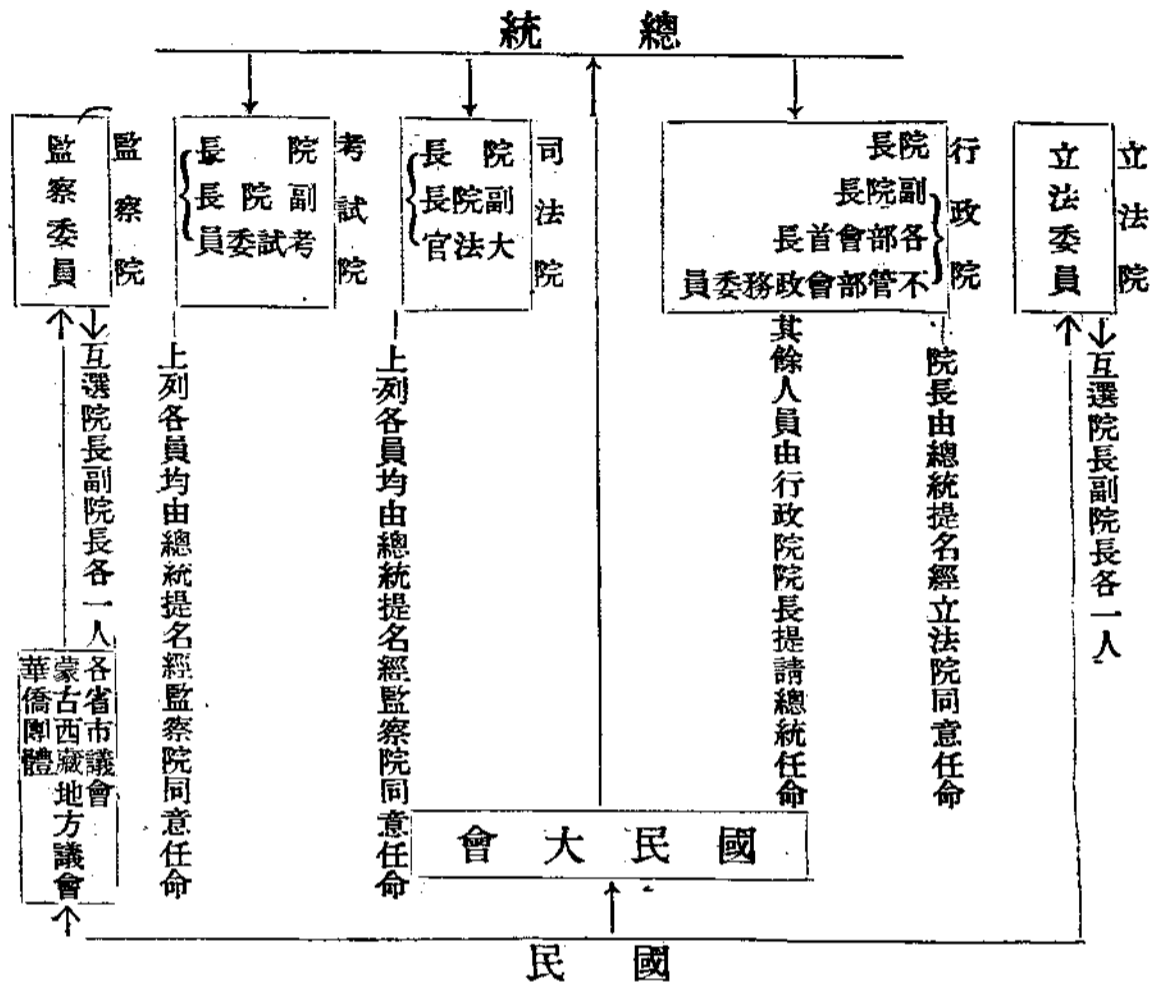 總統
立法院
立法委員
互選院長副院長各一人
行政院
院長
副院長
各部會首長
不管部會政務委員
院長由總統提名經立法院同意任命
其餘人員由行政院院長提請總統任命
司法院
院長
副院長
大法官
上列各員均由總統提名經監察院同意任命
考試院
院長
副院長
考試委員
上列各員均由總統提名經監察院同意任命
監察院
監察委員
互選院長副院長各一人
各省市議會
蒙古西藏地方議會
華僑團體
國民大會
國民